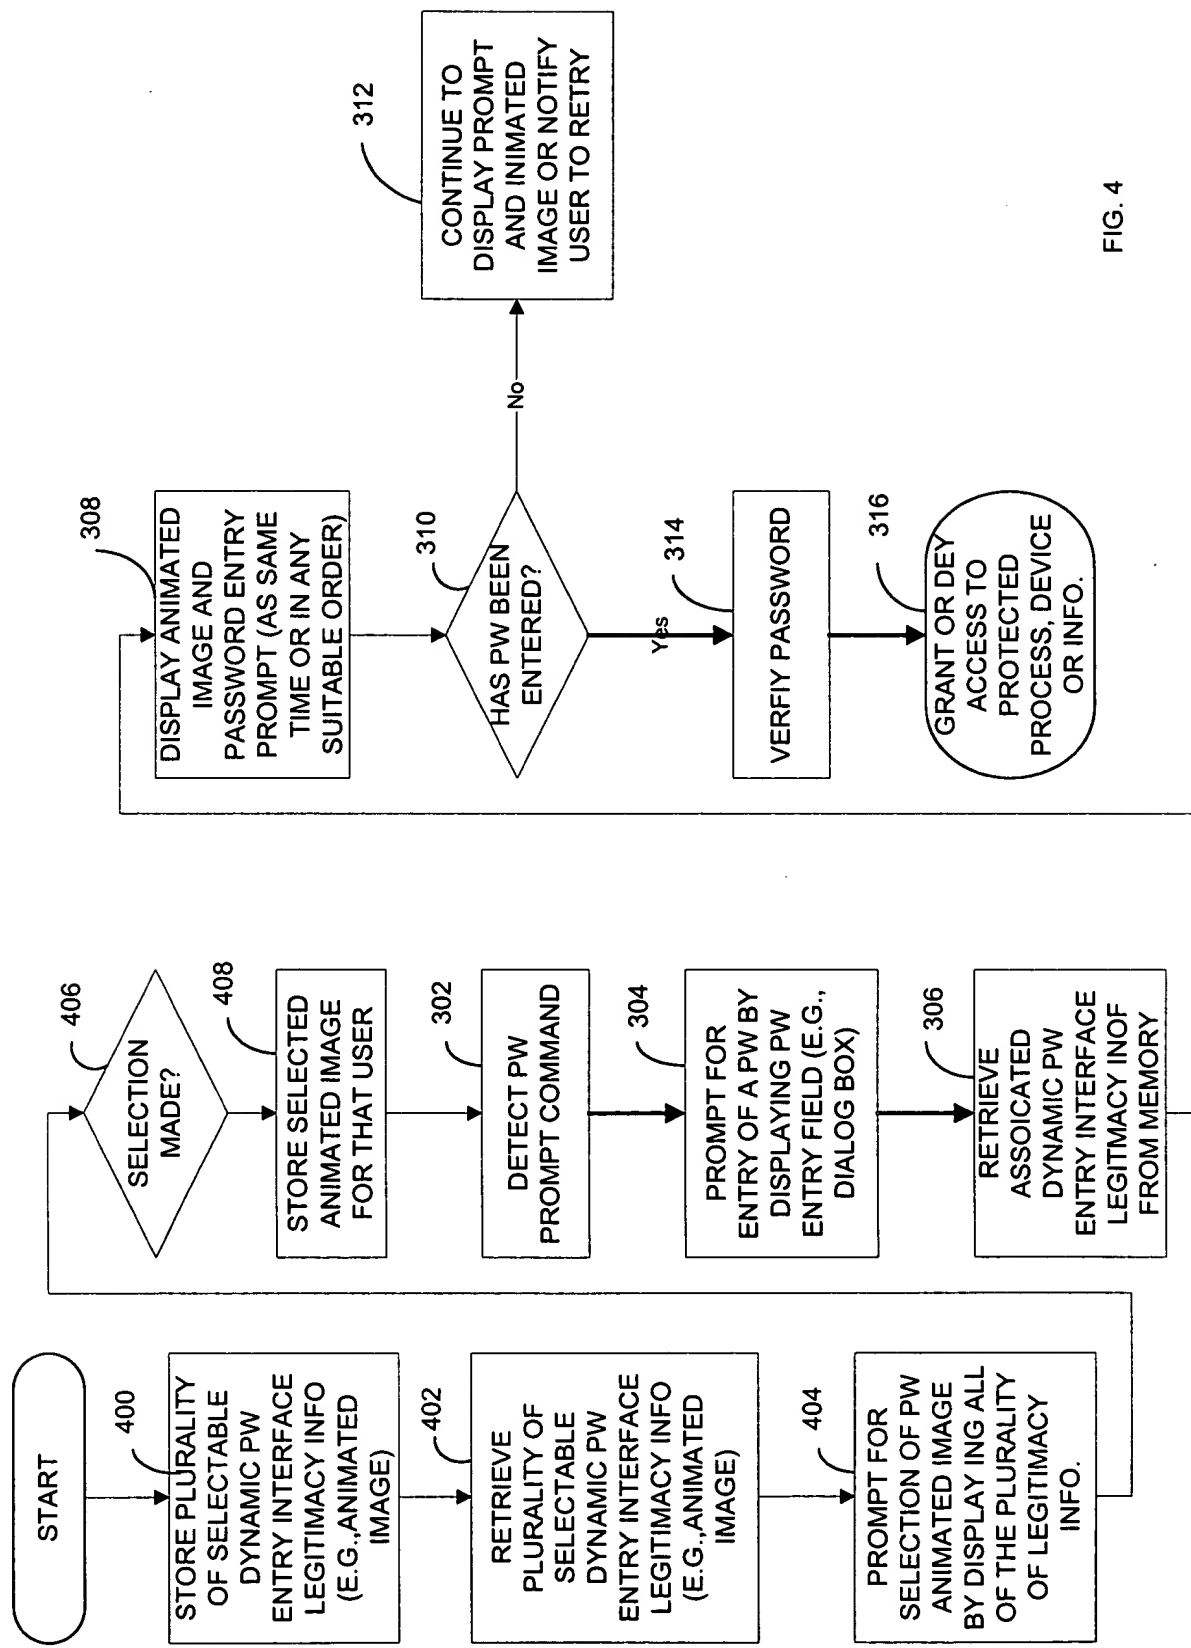 START
400
STORE PLURALITY
OF SELECTABLE
DYNAMIC PW
ENTRY INTERFACE
LEGITIMACY INFO
(E.G.,ANIMATED
IMAGE)
402
RETRIEVE
PLURALITY OF
SELECTABLE
DYNAMIC PW
ENTRY INTERFACE
LEGITIMACY INFO
(E.G.,ANIMATED
IMAGE)
404
PROMPT FOR
SELECTION OF PW
ANIMATED IMAGE
BY DISPLAY ING ALL
OF THE PLURALITY
OF LEGITIMACY
INFO.
406
SELECTION
MADE?
408
STORE SELECTED
ANIMATED IMAGE
FOR THAT USER
302
DETECT PW
PROMPT COMMAND
304
PROMPT FOR
ENTRY OF A PW BY
DISPLAYING PW
ENTRY FIELD (E.G.,
DIALOG BOX)
306
RETRIEVE
ASSOICATED
DYNAMIC PW
ENTRY INTERFACE
LEGITMACY INOF
FROM MEMORY
308
DISPLAY ANIMATED
IMAGE AND
PASSWORD ENTRY
PROMPT (AS SAME
TIME OR IN ANY
SUITABLE ORDER)
310
HAS PW BEEN
ENTERED?
No
312
CONTINUE TO
DISPLAY PROMPT
AND INIMATED
IMAGE OR NOTIFY
USER TO RETRY
Yes
314
VERFIY PASSWORD
316
GRANT OR DEY
ACCESS TO
PROTECTED
PROCESS, DEVICE
OR INFO.
FIG. 4